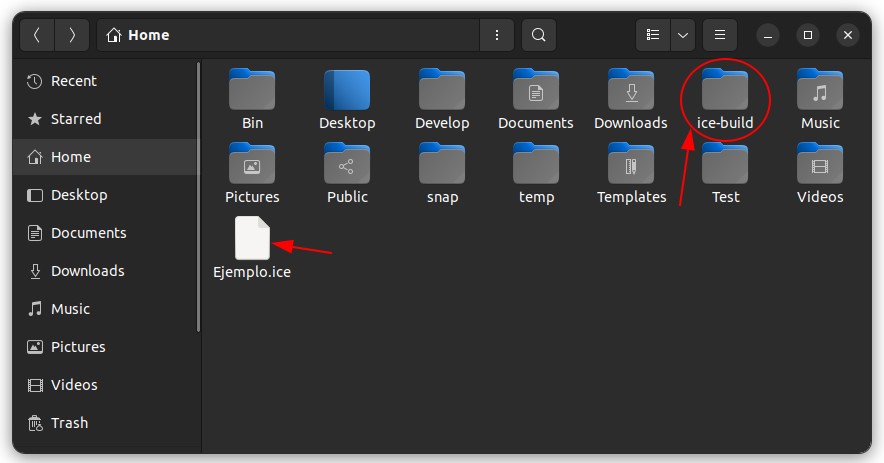 Home
Recent
Starred
Home
Desktop
Documents
Downloads
Music
Pictures
Videos
Trash
Bin
Desktop
Develop
Documents
Downloads
ice-build
Music
Pictures
Public
snap
temp
Templates
Test
Videos
Ejemplo.ice